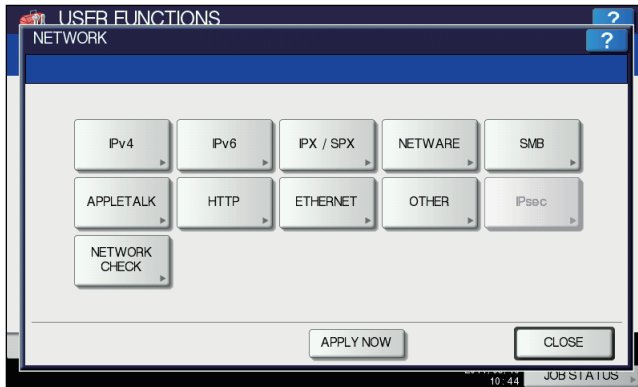 USER FUNCTIONS
?
NETWORK
?
IPv4
IPv6
IPX / SPX
NETWARE
SMB
APPLETALK
HTTP
ETHERNET
OTHER
IPsec
NETWORK
CHECK
APPLY NOW
CLOSE
10:44
JOB STATUS